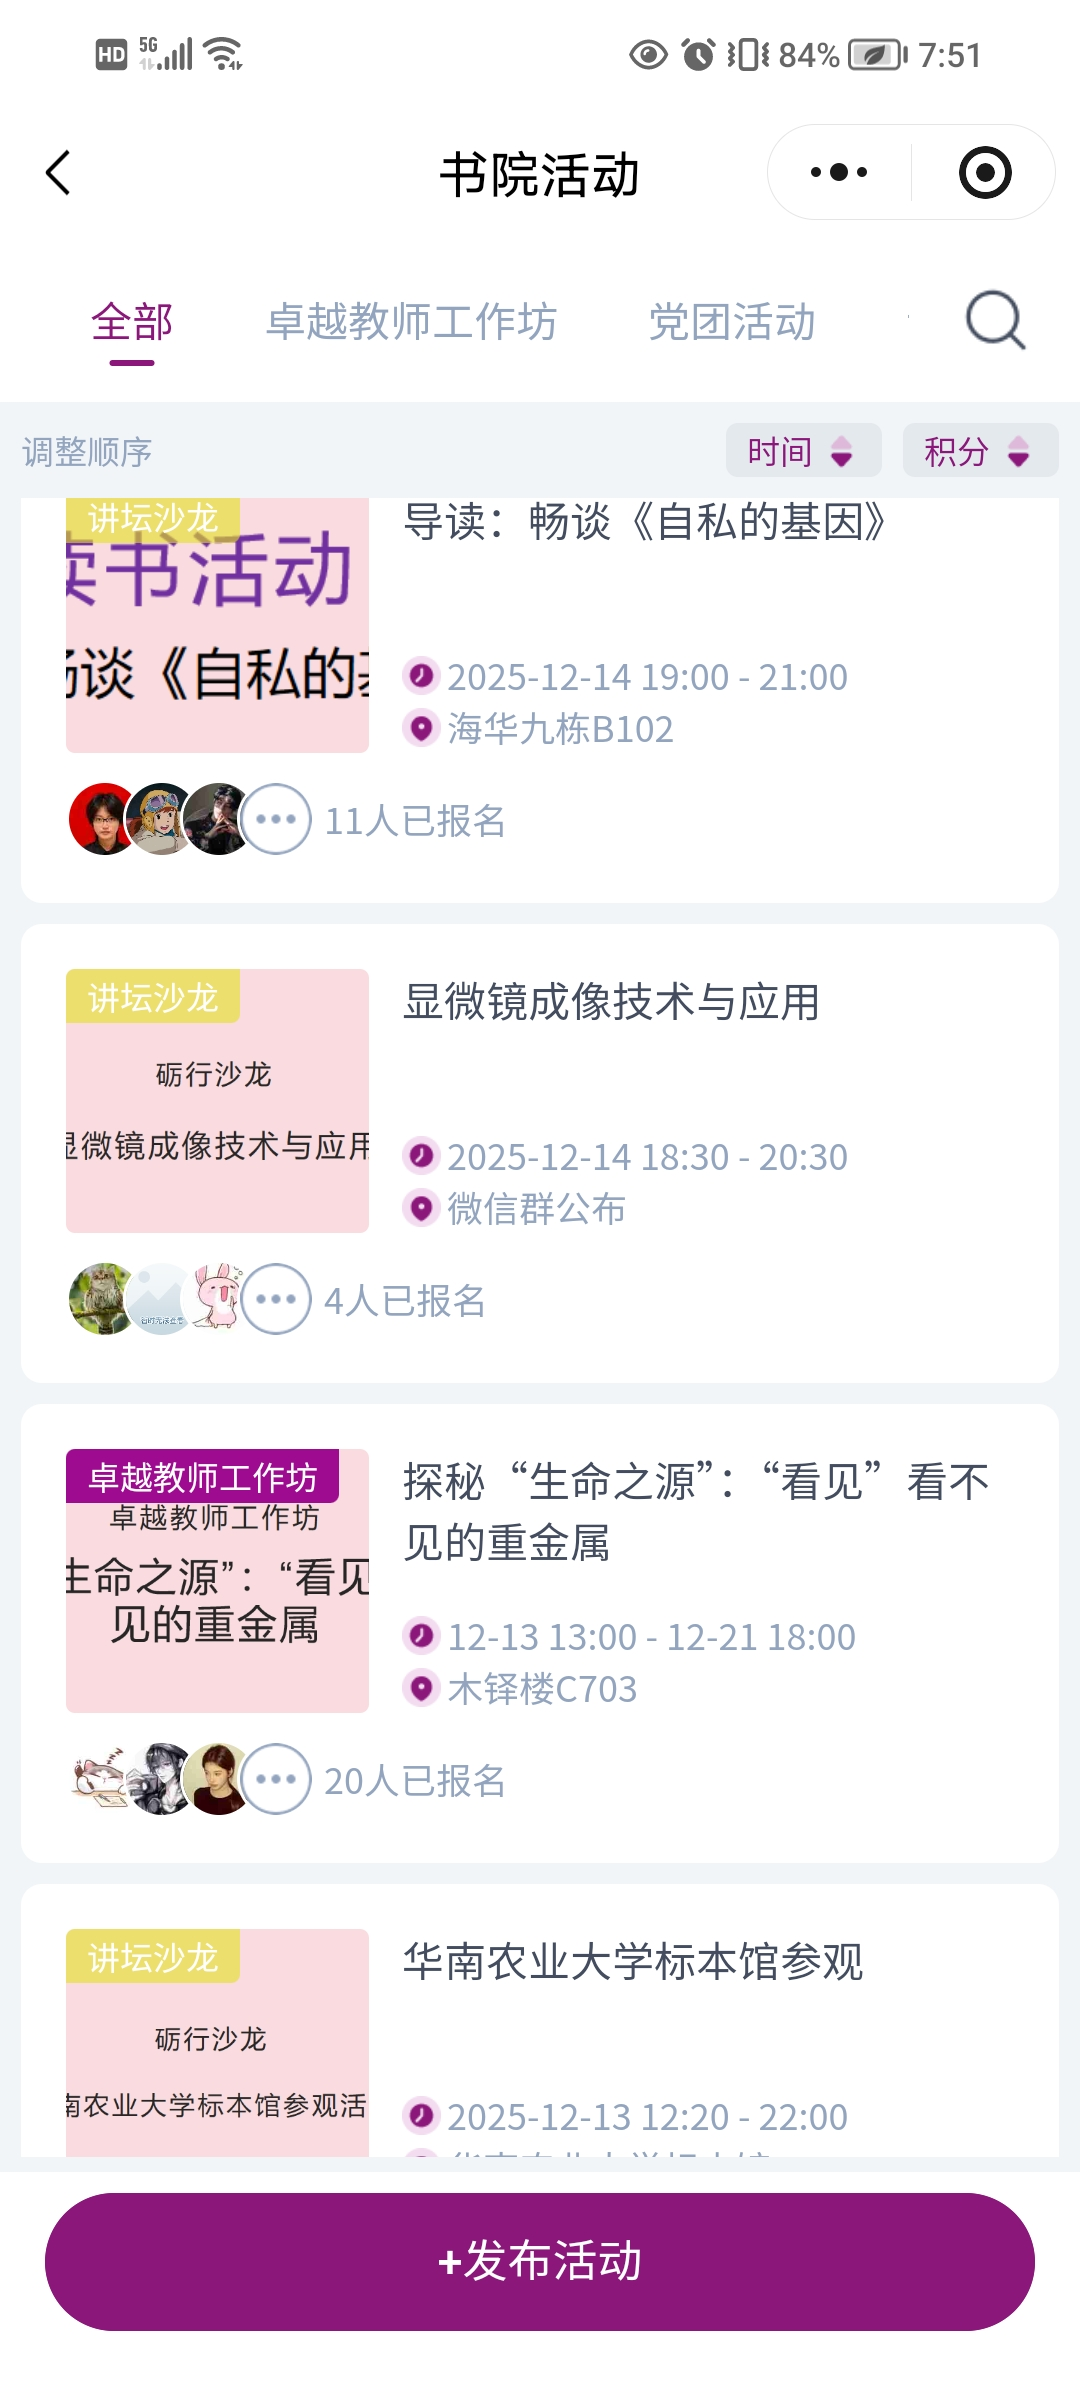 HD 5G 84% 7:51
书院活动
全部 卓越教师工作坊 党团活动
调整顺序 时间 积分
讲坛沙龙
导读：畅谈《自私的基因》
读书活动
畅谈《自私的基
2025-12-14 19:00 - 21:00
海华九栋B102
11人已报名
讲坛沙龙
显微镜成像技术与应用
砺行沙龙
显微镜成像技术与应用
2025-12-14 18:30 - 20:30
微信群公布
4人已报名
卓越教师工作坊
探秘“生命之源”：“看见”看不
见的重金属
卓越教师工作坊
生命之源”：“看见
见的重金属
12-13 13:00 - 12-21 18:00
木铎楼C703
20人已报名
讲坛沙龙
华南农业大学标本馆参观
砺行沙龙
南农业大学标本馆参观活
2025-12-13 12:20 - 22:00
+发布活动